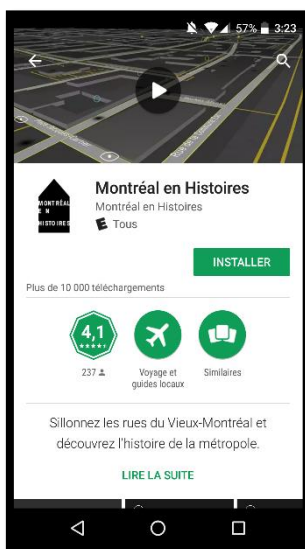 57% 3:23
Montréal en Histoires
MONTRÉAL
EN
HISTOIRES
Montréal en Histoires
E Tous
INSTALLER
Plus de 10 000 téléchargements
4,1
237
Voyage et
guides locaux
Similaires
Sillonnez les rues du Vieux-Montréal et
découvrez l'histoire de la métropole.
LIRE LA SUITE